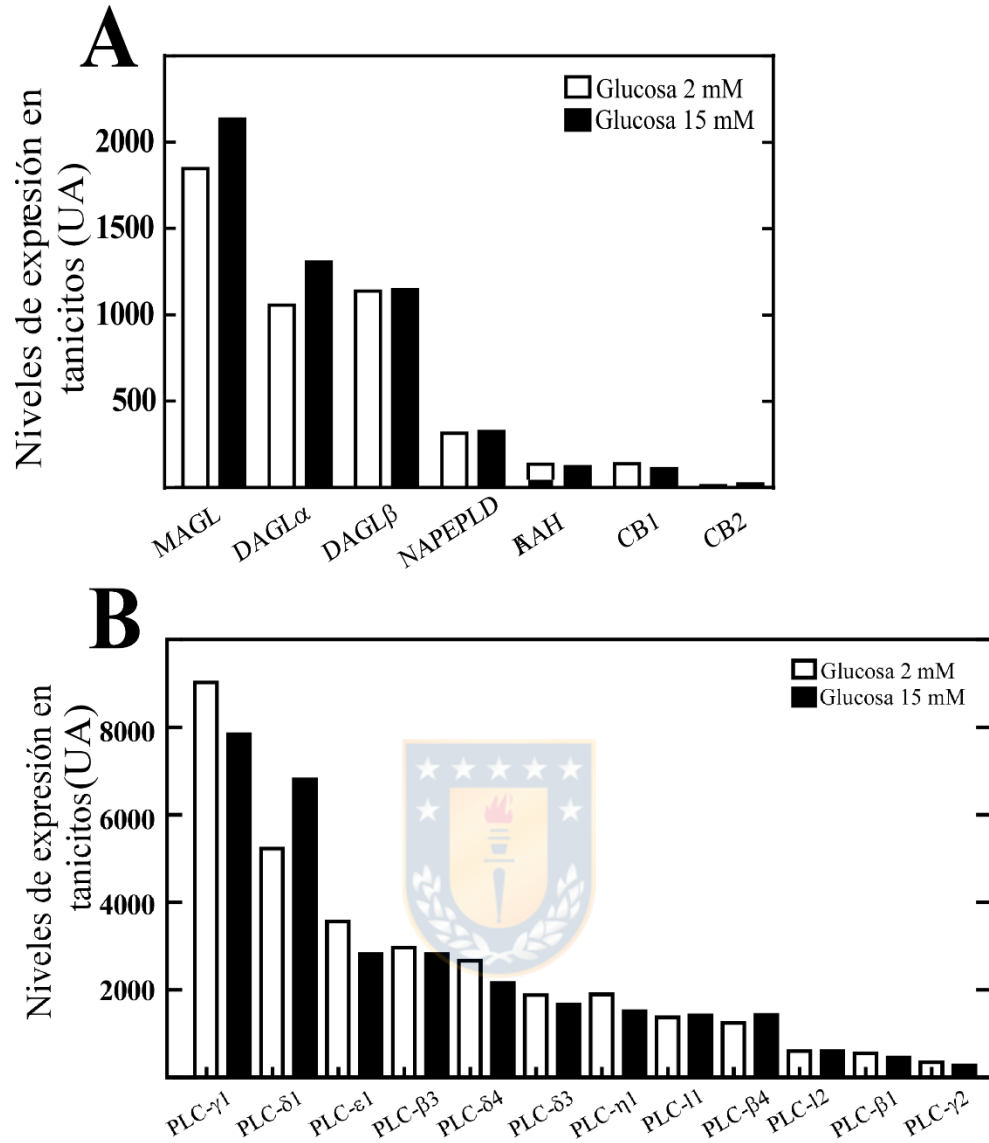 A
Niveles de expresión en
tanicitos (UA)
Glucosa 2 mM
Glucosa 15 mM
2000
1500
1000
500
MAGL
DAGLα
DAGLβ
NAPEPLD
FAAH
CB1
CB2
B
Niveles de expresión en
tanicitos(UA)
Glucosa 2 mM
Glucosa 15 mM
8000
6000
4000
2000
PLC-γ1
PLC-δ1
PLC-ε1
PLC-β3
PLC-δ4
PLC-δ3
PLC-η1
PLC-l1
PLC-β4
PLC-l2
PLC-β1
PLC-γ2